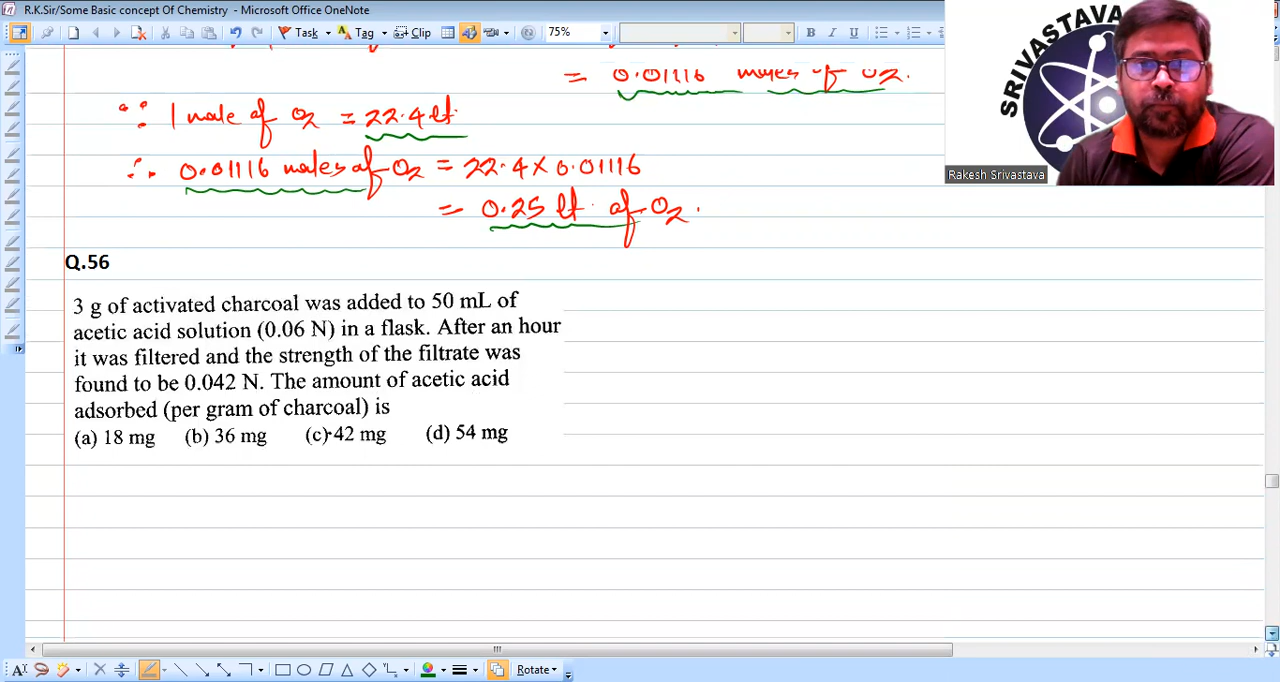 R.K.Sir/Some Basic concept Of Chemistry - Microsoft Office OneNote
Task Tag Clip 75% B I U
= 0.01116 moles of O2.
∵ 1 mole of O2 = 22.4 lt.
∴ 0.01116 moles of O2 = 22.4 x 0.01116
= 0.25 lt. of O2.
Q.56
3 g of activated charcoal was added to 50 mL of
acetic acid solution (0.06 N) in a flask. After an hour
it was filtered and the strength of the filtrate was
found to be 0.042 N. The amount of acetic acid
adsorbed (per gram of charcoal) is
(a) 18 mg (b) 36 mg (c) 42 mg (d) 54 mg
SRIVASTAVA
Rakesh Srivastava
Rotate